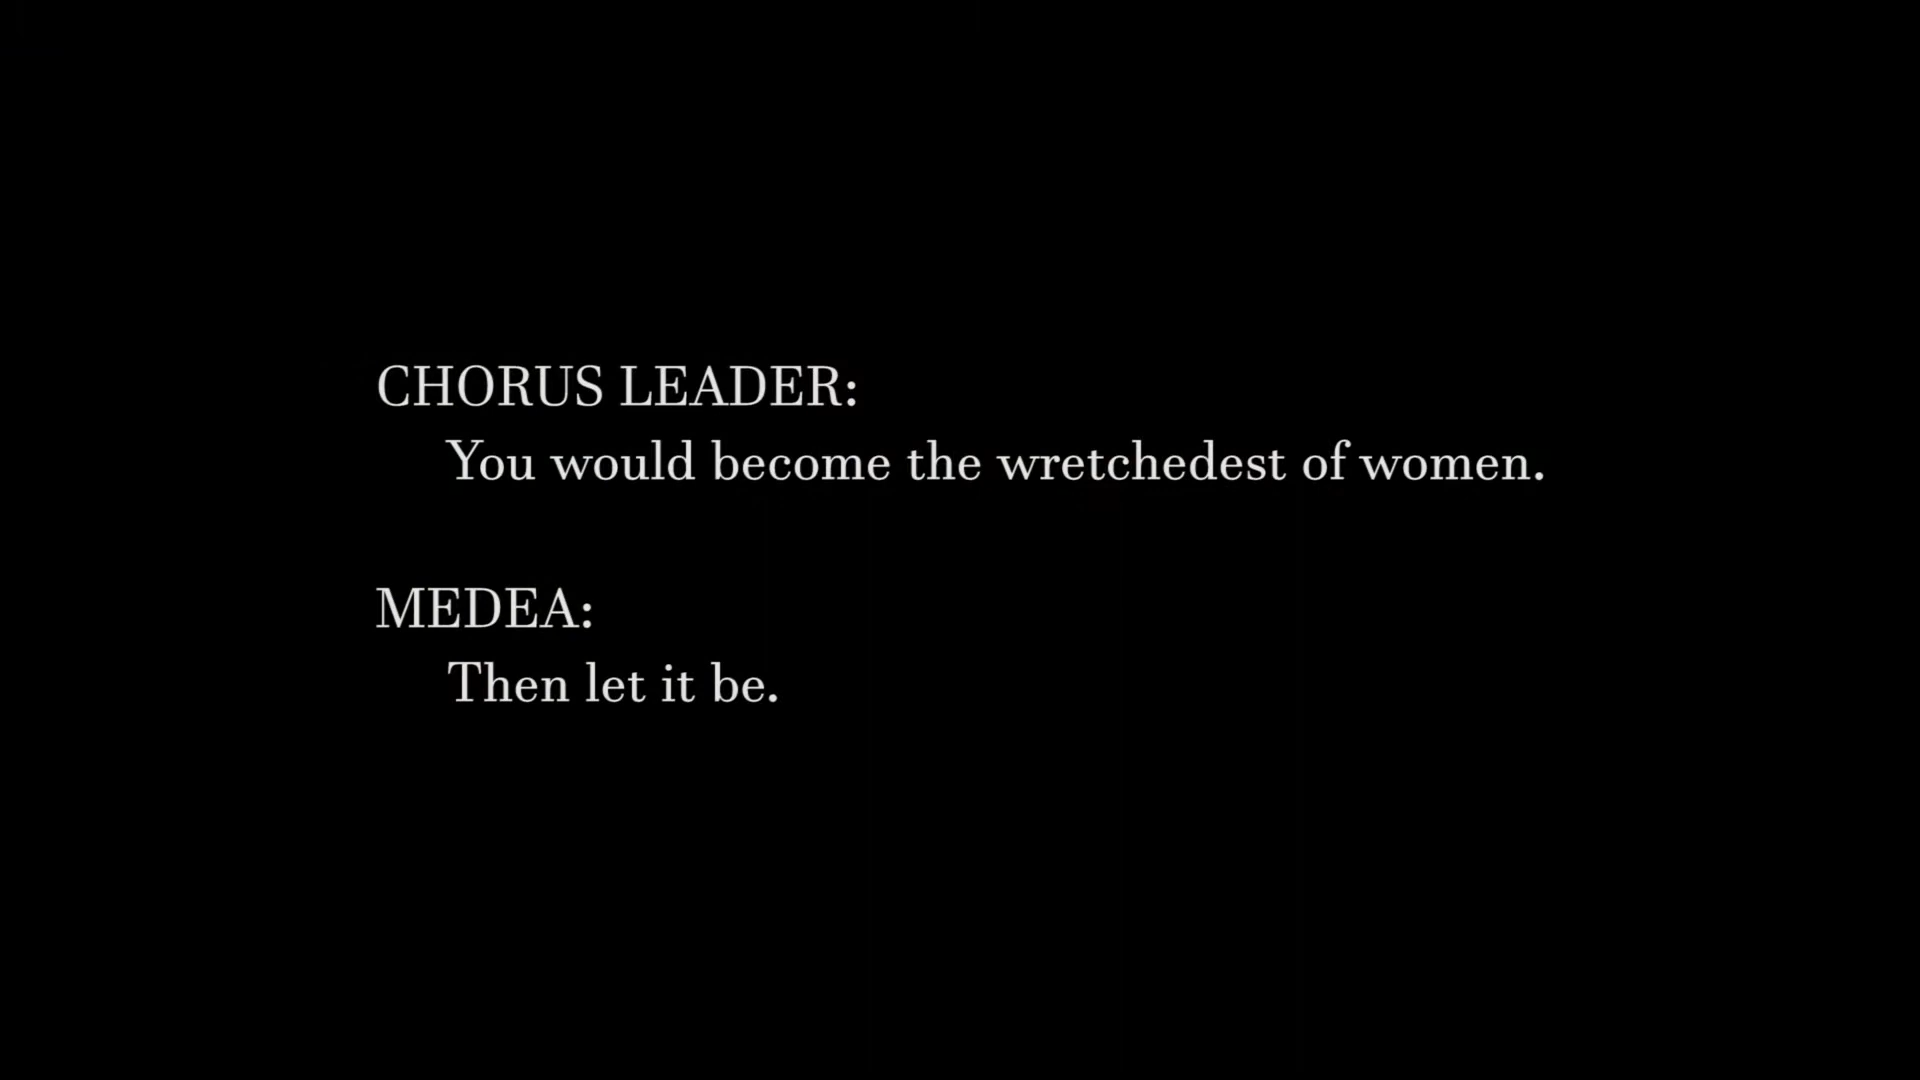 CHORUS LEADER:
You would become the wretchedest of women.
MEDEA:
Then let it be.